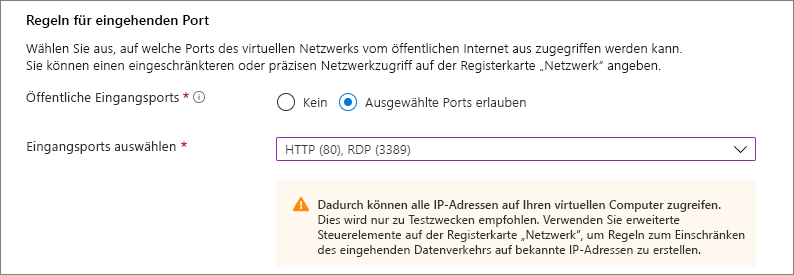 Regeln für eingehenden Port
Wählen Sie aus, auf welche Ports des virtuellen Netzwerks vom öffentlichen Internet aus zugegriffen werden kann.
Sie können einen eingeschränkteren oder präzisen Netzwerkzugriff auf der Registerkarte „Netzwerk“ angeben.
Öffentliche Eingangsports * Kein Ausgewählte Ports erlauben
Eingangsports auswählen * HTTP (80), RDP (3389)
Dadurch können alle IP-Adressen auf Ihren virtuellen Computer zugreifen.
Dies wird nur zu Testzwecken empfohlen. Verwenden Sie erweiterte
Steuerelemente auf der Registerkarte „Netzwerk“, um Regeln zum Einschränken
des eingehenden Datenverkehrs auf bekannte IP-Adressen zu erstellen.